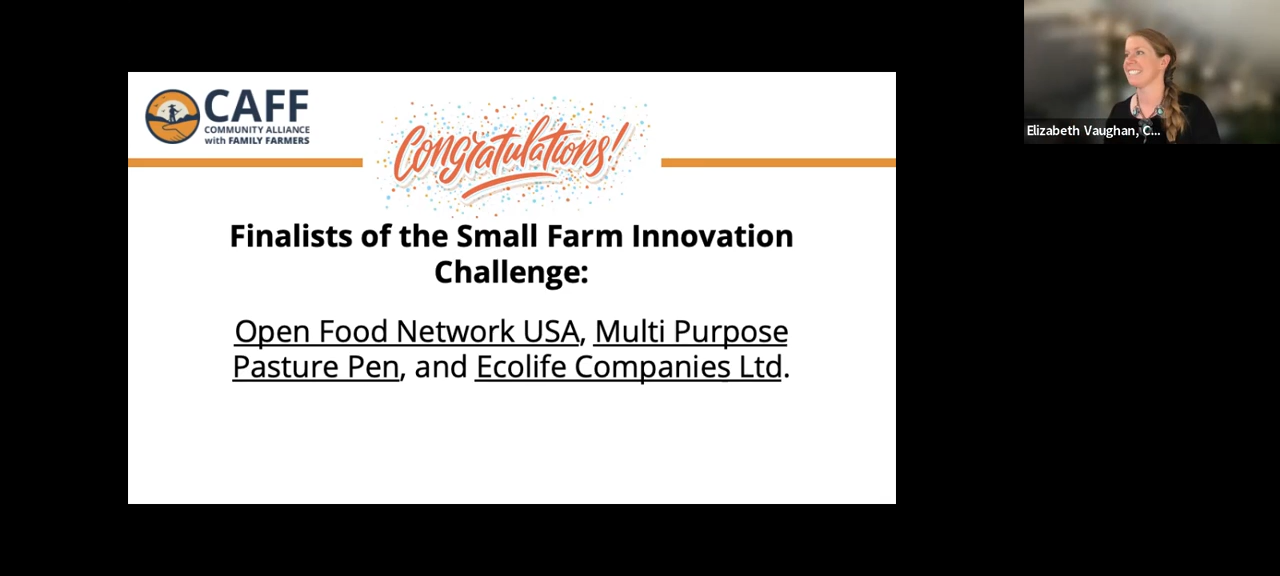 CAFF
COMMUNITY ALLIANCE
with FAMILY FARMERS
Congratulations!
Finalists of the Small Farm Innovation
Challenge:
Open Food Network USA, Multi Purpose
Pasture Pen, and Ecolife Companies Ltd.
Elizabeth Vaughan, C...